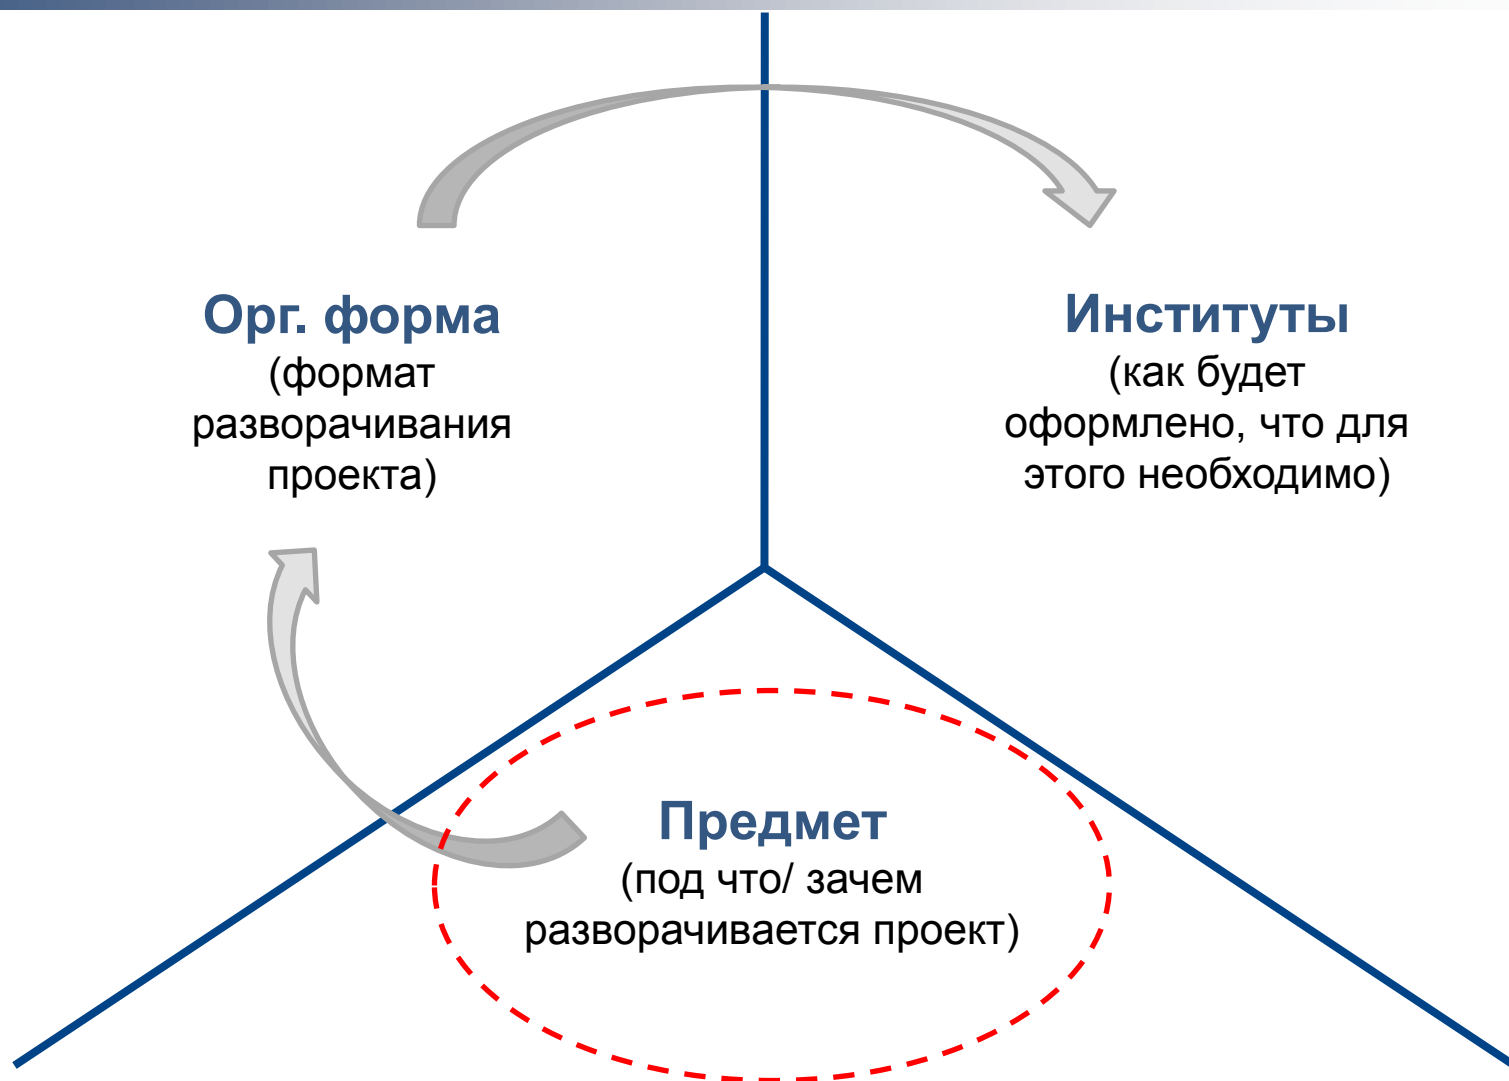 Орг. форма
(формат
разворачивания
проекта)
Институты
(как будет
оформлено, что для
этого необходимо)
Предмет
(под что/ зачем
разворачивается проект)